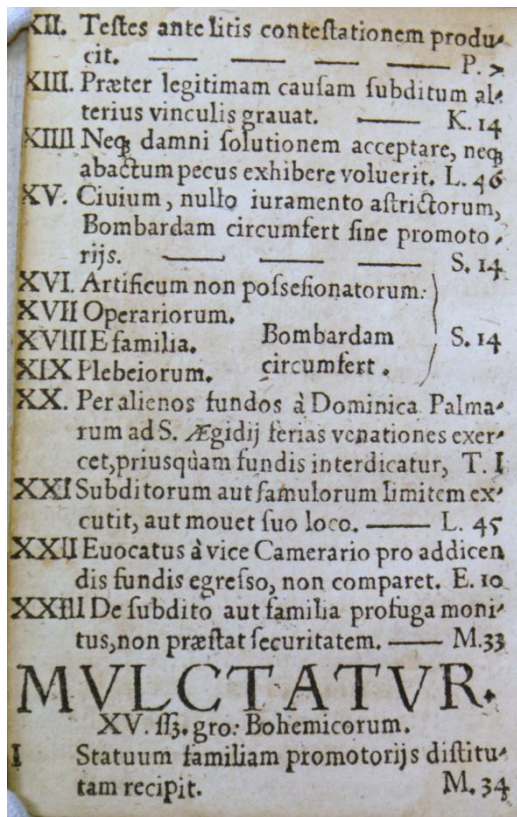 XII. Testes ante litis contestationem produ-
cit. — — — — P. 7
XIII. Præter legitimam causam subditum al-
terius vinculis grauat. — K. 14
XIIII Neq; damni solutionem acceptare, neq;
abactum pecus exhibere voluerit. L. 46
XV. Ciuium, nullo iuramento astrictorum,
Bombardam circumfert sine promoto-
rijs. — — — — S. 14
XVI. Artificum non possesionatorum.
XVII Operariorum.
XVIII E familia. Bombardam S. 14
XIX Plebeiorum. circumfert.
XX. Per alienos fundos à Dominica Palma-
rum ad S. Ægidij ferias venationes exer-
cet, priusquàm fundis interdicatur, T. I
XXI Subditorum aut famulorum limitem ex-
cutit, aut mouet suo loco. — L. 45
XXII Euocatus à vice Camerario pro addicen
dis fundis egresso, non comparet. E. 10
XXIII De subdito aut familia profuga moni-
tus, non præstat securitatem. — M. 33
MVLCTATVR.
XV. ſſʒ. gro: Bohemicorum.
I Statuum familiam promotorijs distitu-
tam recipit. M. 34